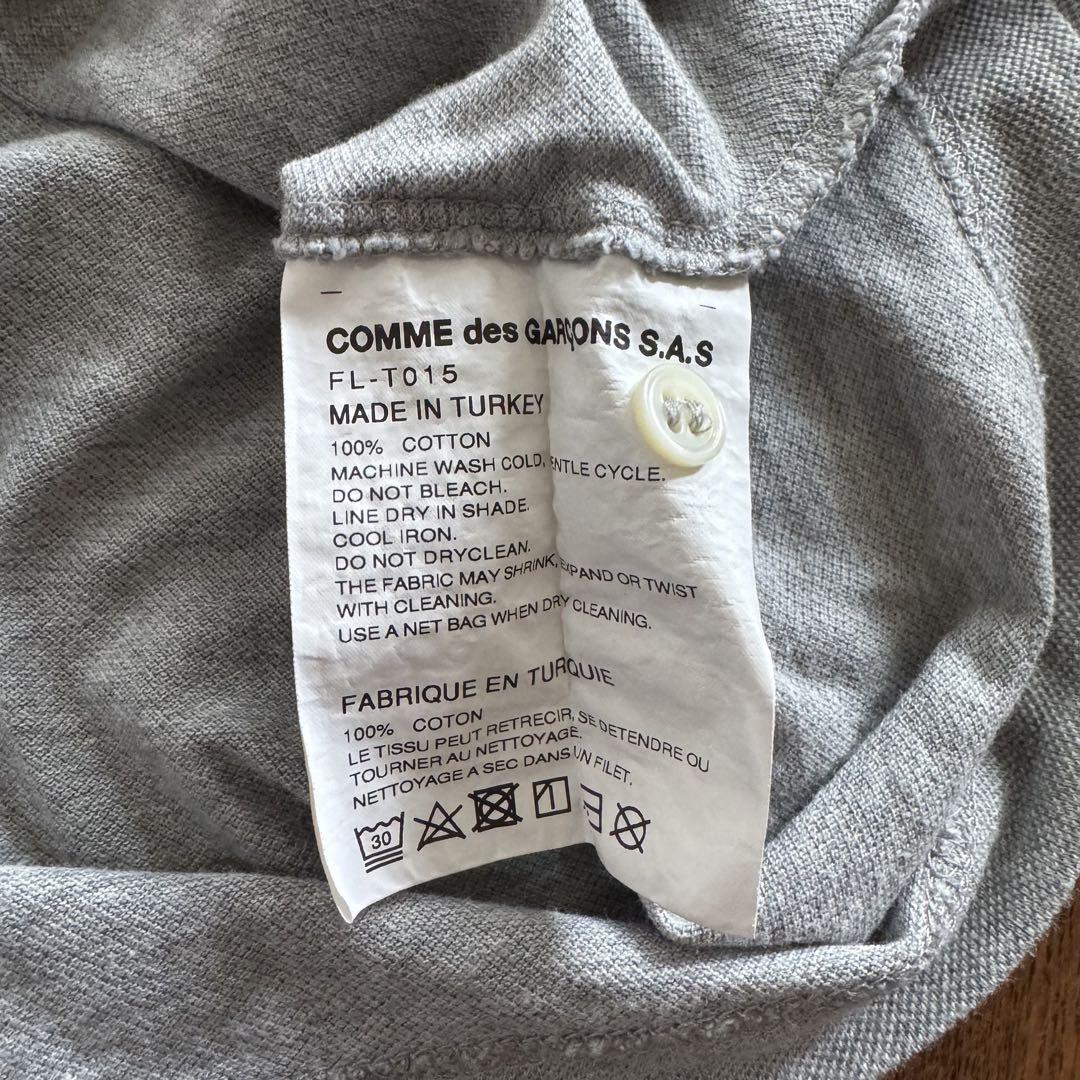 COMME des GARÇONS S.A.S
FL-T015
MADE IN TURKEY
100% COTTON
MACHINE WASH COLD, ENTLE CYCLE.
DO NOT BLEACH.
LINE DRY IN SHADE.
COOL IRON.
DO NOT DRYCLEAN.
THE FABRIC MAY SHRINK, EXPAND OR TWIST
WITH CLEANING.
USE A NET BAG WHEN DRY CLEANING.
FABRIQUE EN TURQUIE
100% COTON
LE TISSU PEUT RETRECIR, SE DETENDRE OU
TOURNER AU NETTOYAGE.
NETTOYAGE A SEC DANS UN FILET.
30